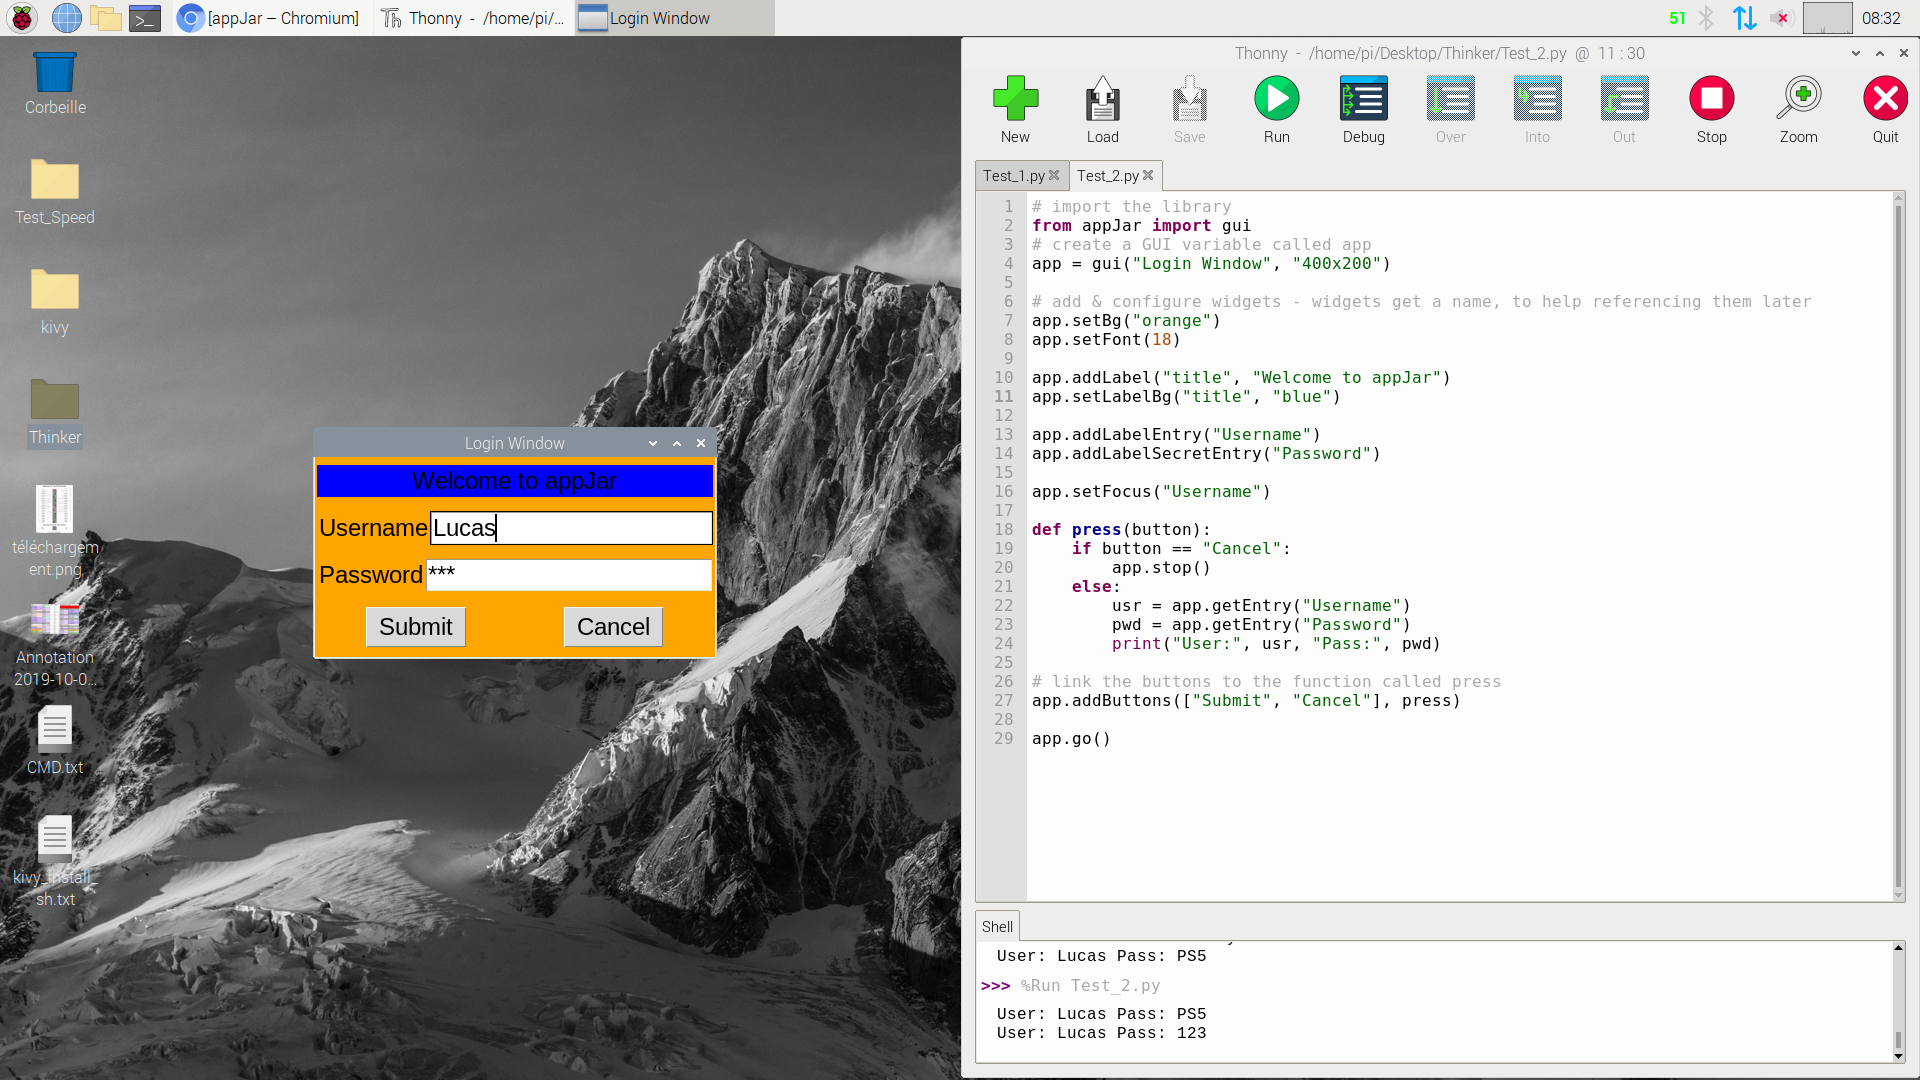 [appJar – Chromium]
Thonny - /home/pi/...
Login Window
51
08:32
Corbeille
Test_Speed
kivy
Thinker
téléchargem
ent.png
Annotation
2019-10-0...
CMD.txt
kivy_install_
sh.txt
Login Window
Welcome to appJar
Username
Lucas
Password
***
Submit
Cancel
Thonny - /home/pi/Desktop/Thinker/Test_2.py @ 11 : 30
New
Load
Save
Run
Debug
Over
Into
Out
Stop
Zoom
Quit
Test_1.py
Test_2.py
1 # import the library
2 from appJar import gui
3 # create a GUI variable called app
4 app = gui("Login Window", "400x200")
5
6 # add & configure widgets - widgets get a name, to help referencing them later
7 app.setBg("orange")
8 app.setFont(18)
9
10 app.addLabel("title", "Welcome to appJar")
11 app.setLabelBg("title", "blue")
12
13 app.addLabelEntry("Username")
14 app.addLabelSecretEntry("Password")
15
16 app.setFocus("Username")
17
18 def press(button):
19     if button == "Cancel":
20         app.stop()
21     else:
22         usr = app.getEntry("Username")
23         pwd = app.getEntry("Password")
24         print("User:", usr, "Pass:", pwd)
25
26 # link the buttons to the function called press
27 app.addButtons(["Submit", "Cancel"], press)
28
29 app.go()
Shell
User: Lucas Pass: PS5
>>> %Run Test_2.py
User: Lucas Pass: PS5
User: Lucas Pass: 123